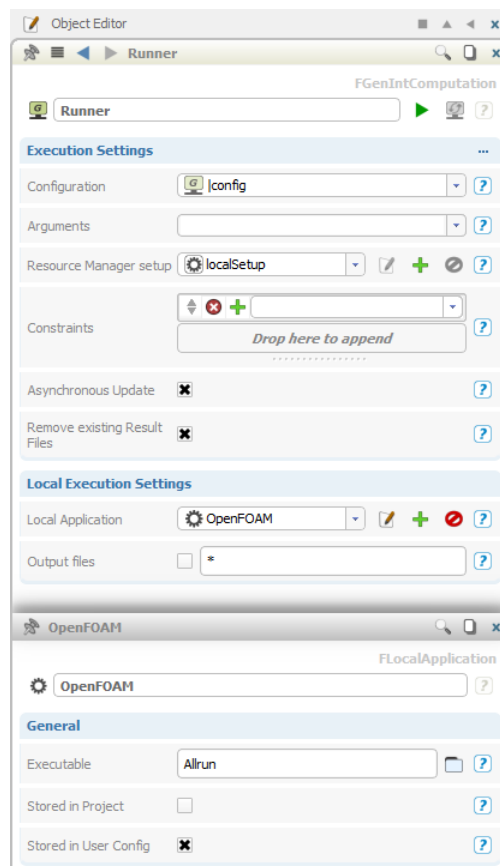 Object Editor
Runner
FGenIntComputation
Runner
Execution Settings
...
Configuration
|config
Arguments
Resource Manager setup
localSetup
Constraints
Drop here to append
Asynchronous Update
Remove existing Result
Files
Local Execution Settings
Local Application
OpenFOAM
Output files
*
OpenFOAM
FLocalApplication
OpenFOAM
General
Executable
Allrun
Stored in Project
Stored in User Config